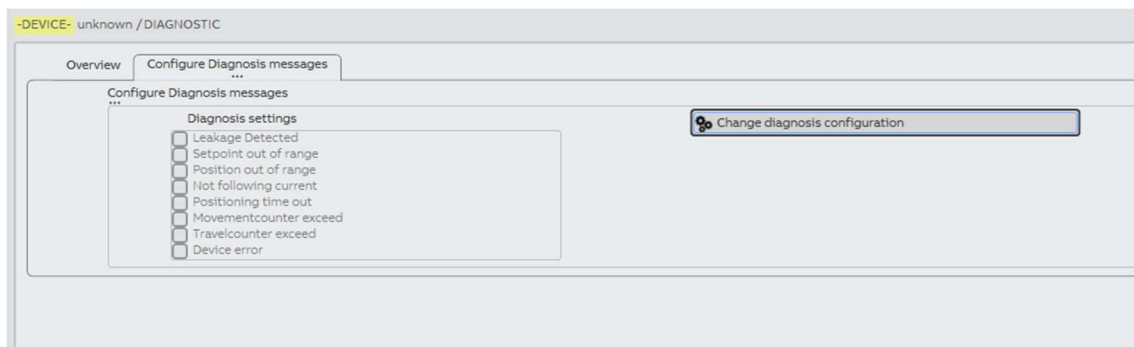 -DEVICE- unknown / DIAGNOSTIC
Overview
Configure Diagnosis messages
...
Configure Diagnosis messages
...
Diagnosis settings
Leakage Detected
Setpoint out of range
Position out of range
Not following current
Positioning time out
Movementcounter exceed
Travelcounter exceed
Device error
Change diagnosis configuration